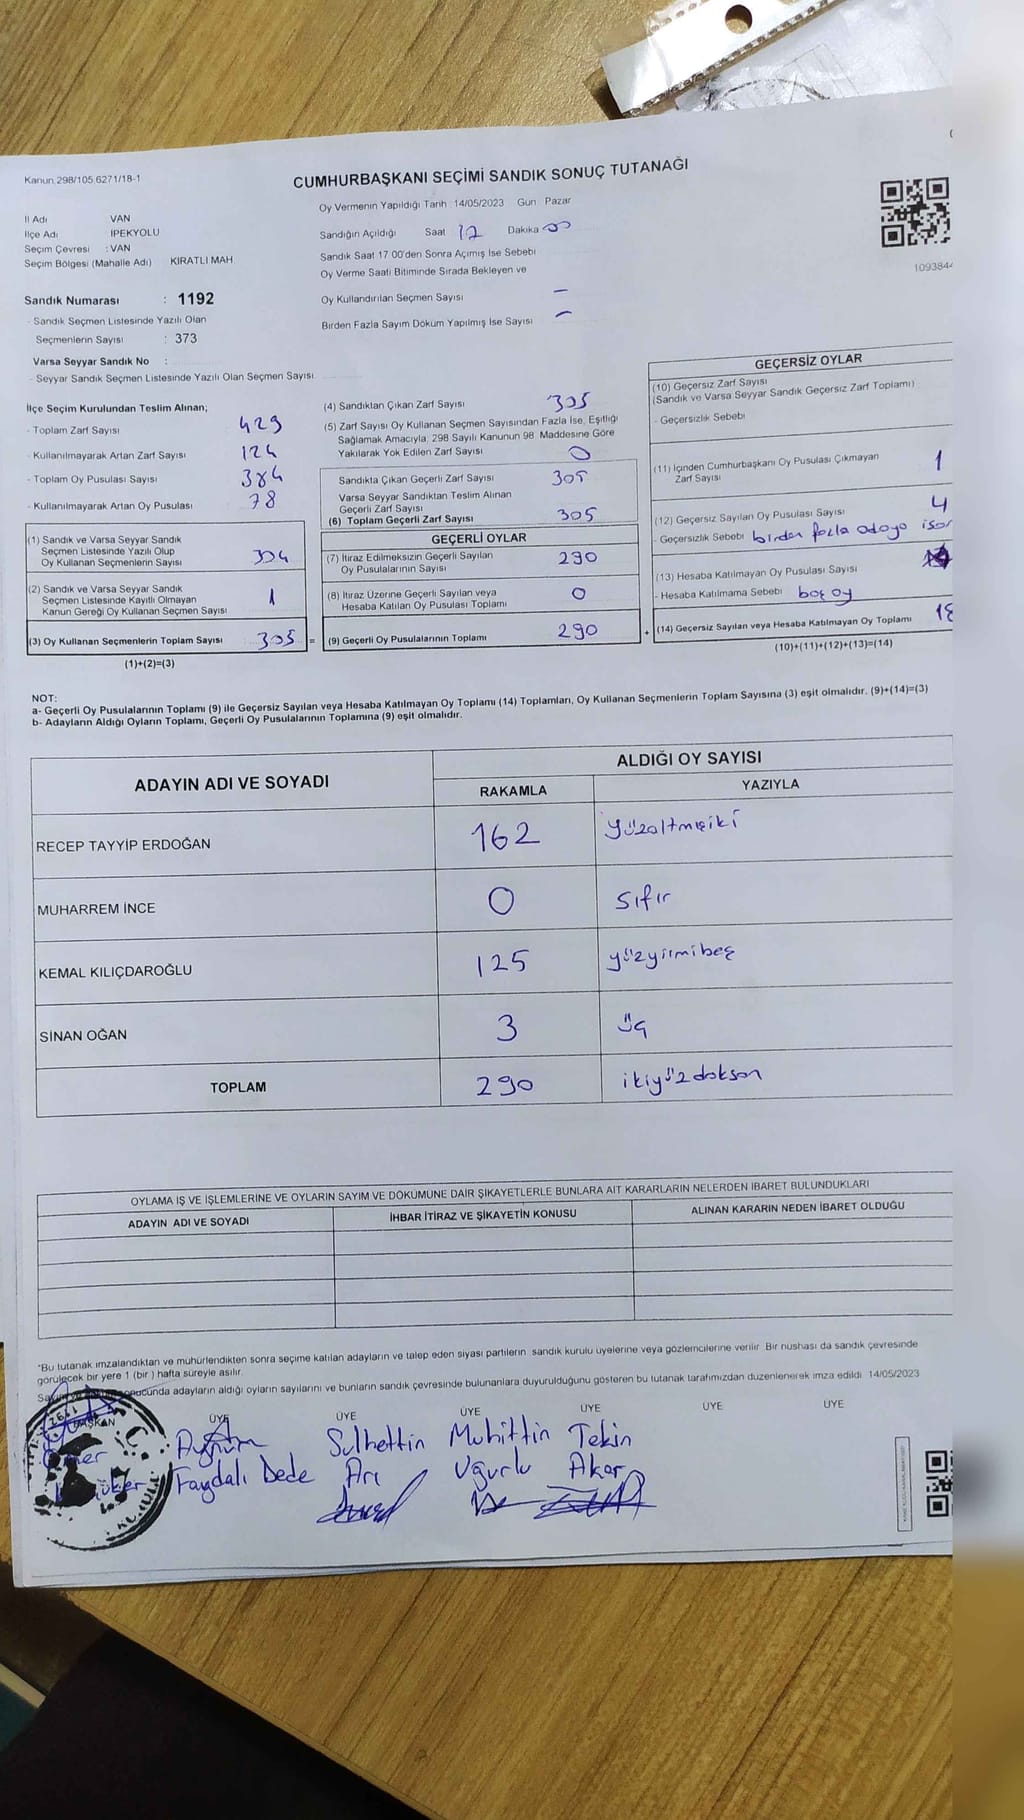 Kanun 298/105 6271/18-1
CUMHURBAŞKANI SEÇİMİ SANDIK SONUÇ TUTANAĞI
İl Adı VAN
İlçe Adı İPEKYOLU
Seçim Çevresi : VAN
Seçim Bölgesi (Mahalle Adı) KIRATLI MAH
Sandık Numarası : 1192
- Sandık Seçmen Listesinde Yazılı Olan
Seçmenlerin Sayısı : 373
Varsa Seyyar Sandık No :
- Seyyar Sandık Seçmen Listesinde Yazılı Olan Seçmen Sayısı
Oy Vermenin Yapıldığı Tarih : 14/05/2023 Gün Pazar
Sandığın Açıldığı Saat 17 Dakika 00
Sandık Saat 17 00'den Sonra Açımış İse Sebebi
Oy Verme Saati Bitiminde Sırada Bekleyen ve
Oy Kullandırılan Seçmen Sayısı –
Birden Fazla Sayım Döküm Yapılmış İse Sayısı –
1093844
İlçe Seçim Kurulundan Teslim Alınan;
- Toplam Zarf Sayısı 429
- Kullanılmayarak Artan Zarf Sayısı 124
- Toplam Oy Pusulası Sayısı 384
- Kullanılmayarak Artan Oy Pusulası 78
(1) Sandık ve Varsa Seyyar Sandık
Seçmen Listesinde Yazılı Olup
Oy Kullanan Seçmenlerin Sayısı 304
(2) Sandık ve Varsa Seyyar Sandık
Seçmen Listesinde Kayıtlı Olmayan
Kanun Gereği Oy Kullanan Seçmen Sayısı 1
(3) Oy Kullanan Seçmenlerin Toplam Sayısı 305 =
(1)+(2)=(3)
(4) Sandıktan Çıkan Zarf Sayısı 305
(5) Zarf Sayısı Oy Kullanan Seçmen Sayısından Fazla İse, Eşitliği
Sağlamak Amacıyla, 298 Sayılı Kanunun 98. Maddesine Göre
Yakılarak Yok Edilen Zarf Sayısı 0
Sandıkta Çıkan Geçerli Zarf Sayısı 305
Varsa Seyyar Sandıktan Teslim Alınan
Geçerli Zarf Sayısı
(6) Toplam Geçerli Zarf Sayısı 305
GEÇERLİ OYLAR
(7) İtiraz Edilmeksizin Geçerli Sayılan
Oy Pusulalarının Sayısı 290
(8) İtiraz Üzerine Geçerli Sayılan veya
Hesaba Katılan Oy Pusulası Toplamı 0
(9) Geçerli Oy Pusulalarının Toplamı 290 +
GEÇERSİZ OYLAR
(10) Geçersiz Zarf Sayısı
(Sandık ve Varsa Seyyar Sandık Geçersiz Zarf Toplamı)
- Geçersizlik Sebebi
(11) İçinden Cumhurbaşkanı Oy Pusulası Çıkmayan
Zarf Sayısı 1
(12) Geçersiz Sayılan Oy Pusulası Sayısı 4
- Geçersizlik Sebebi birden fazla adaya
(13) Hesaba Katılmayan Oy Pusulası Sayısı
- Hesaba Katılmama Sebebi boş oy
(14) Geçersiz Sayılan veya Hesaba Katılmayan Oy Toplamı
(10)+(11)+(12)+(13)=(14)
NOT:
a- Geçerli Oy Pusulalarının Toplamı (9) ile Geçersiz Sayılan veya Hesaba Katılmayan Oy Toplamı (14) Toplamları, Oy Kullanan Seçmenlerin Toplam Sayısına (3) eşit olmalıdır. (9)+(14)=(3)
b- Adayların Aldığı Oyların Toplamı, Geçerli Oy Pusulalarının Toplamına (9) eşit olmalıdır.
ADAYIN ADI VE SOYADI ALDIĞI OY SAYISI
RAKAMLA YAZIYLA
RECEP TAYYİP ERDOĞAN 162 yüzaltmışiki
MUHARREM İNCE 0 sıfır
KEMAL KILIÇDAROĞLU 125 yüzyirmibeş
SİNAN OĞAN 3 üç
TOPLAM 290 ikiyüzdoksan
OYLAMA İŞ VE İŞLEMLERİNE VE OYLARIN SAYIM VE DÖKÜMÜNE DAİR ŞİKAYETLERLE BUNLARA AİT KARARLARIN NELERDEN İBARET BULUNDUKLARI
ADAYIN ADI VE SOYADI İHBAR İTİRAZ VE ŞİKAYETİN KONUSU ALINAN KARARIN NEDEN İBARET OLDUĞU
"Bu tutanak imzalandıktan ve mühürlendikten sonra seçime katılan adayların ve talep eden siyasi partilerin sandık kurulu üyelerine veya gözlemcilerine verilir Bir nüshası da sandık çevresinde
görülecek bir yere 1 (bir ) hafta süreyle asılır.
adayların aldığı oyların sayılarını ve bunların sandık çevresinde bulunanlara duyurulduğunu gösteren bu tutanak tarafımızdan düzenlenerek imza edildi 14/05/2023
BAŞKAN ÜYE ÜYE ÜYE ÜYE ÜYE ÜYE
Ömer Sulhettin Muhittin Tekin
Faydalı Dede Arı Uğurlu Akar